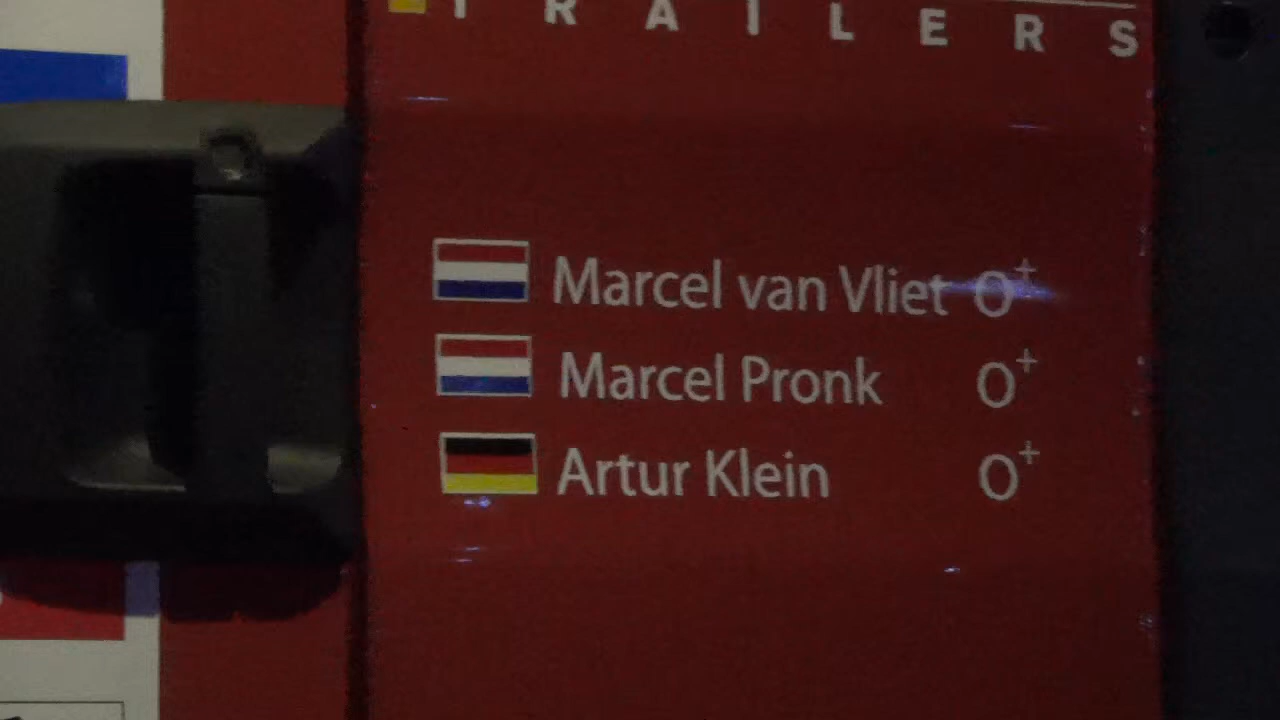 TRAILERS
Marcel van Vliet O+
Marcel Pronk O+
Artur Klein O+